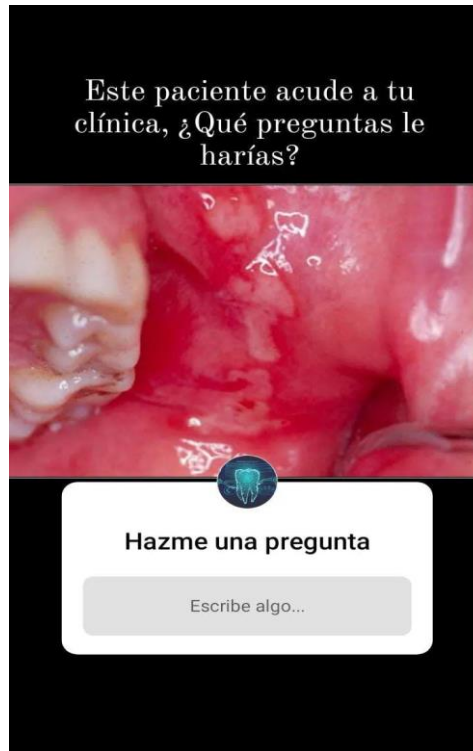 Este paciente acude a tu
clínica, ¿Qué preguntas le
harías?
Hazme una pregunta
Escribe algo...